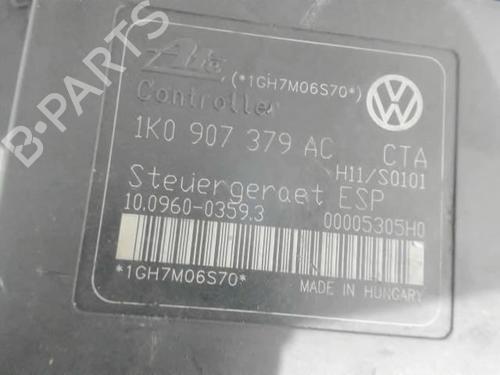 B-PARTS
Ate
(*1GH7M06S70*)
Controller
1K0 907 379 AC CTA
H11/S0101
Steuergeraet ESP
10.0960-0359.3 00005305H0
*1GH7M06S70*
MADE IN HUNGARY